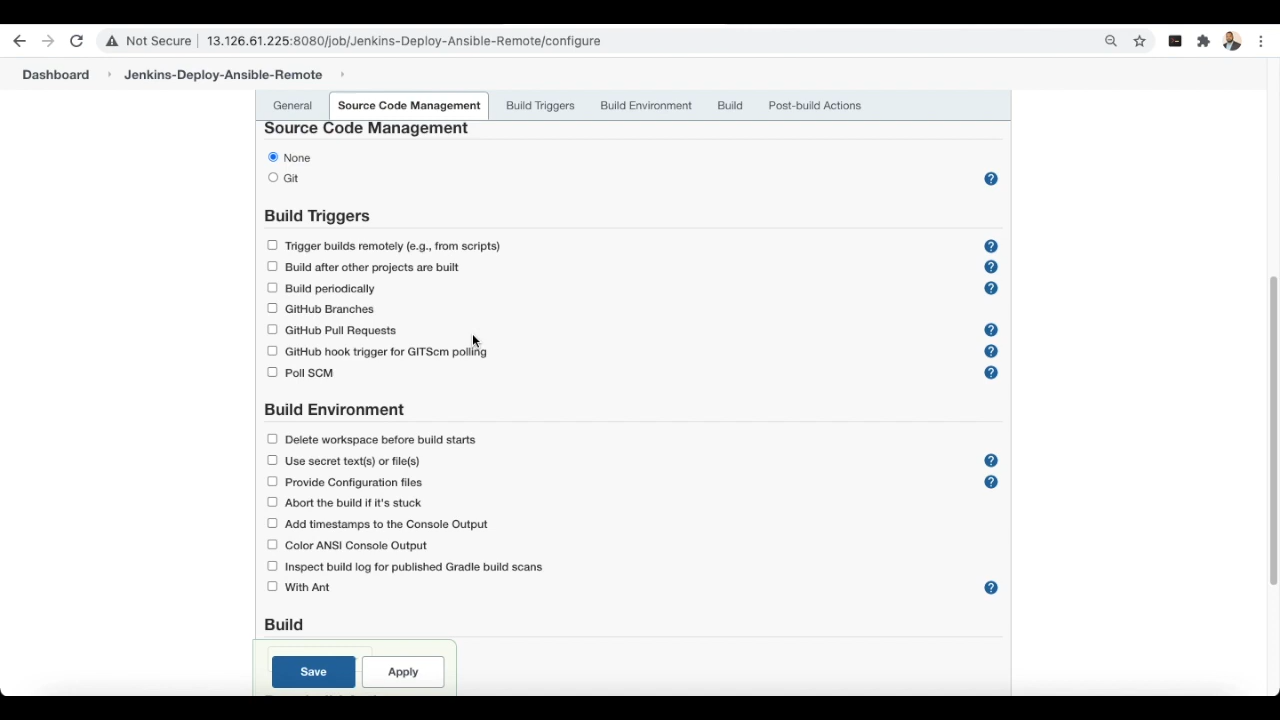 Not Secure
13.126.61.225:8080/job/Jenkins-Deploy-Ansible-Remote/configure
Dashboard
Jenkins-Deploy-Ansible-Remote
General
Source Code Management
Build Triggers
Build Environment
Build
Post-build Actions
Source Code Management
None
Git
Build Triggers
Trigger builds remotely (e.g., from scripts)
Build after other projects are built
Build periodically
GitHub Branches
GitHub Pull Requests
GitHub hook trigger for GITScm polling
Poll SCM
Build Environment
Delete workspace before build starts
Use secret text(s) or file(s)
Provide Configuration files
Abort the build if it's stuck
Add timestamps to the Console Output
Color ANSI Console Output
Inspect build log for published Gradle build scans
With Ant
Build
Save
Apply